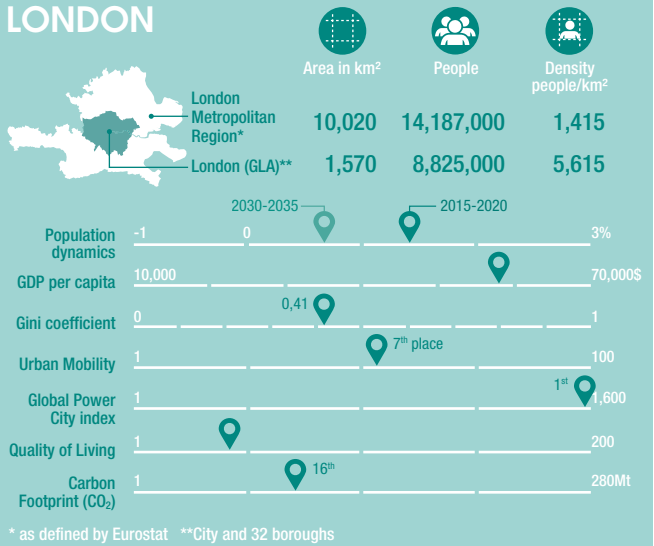 LONDON
Area in km²
People
Density
people/km²
London
Metropolitan
Region*
10,020
14,187,000
1,415
London (GLA)**
1,570
8,825,000
5,615
2030-2035
2015-2020
Population
dynamics
-1
0
3%
GDP per capita
10,000
70,000$
Gini coefficient
0
0,41
1
Urban Mobility
1
7th place
100
Global Power
City index
1
1st
1,600
Quality of Living
1
200
Carbon
Footprint (CO₂)
1
16th
280Mt
* as defined by Eurostat **City and 32 boroughs